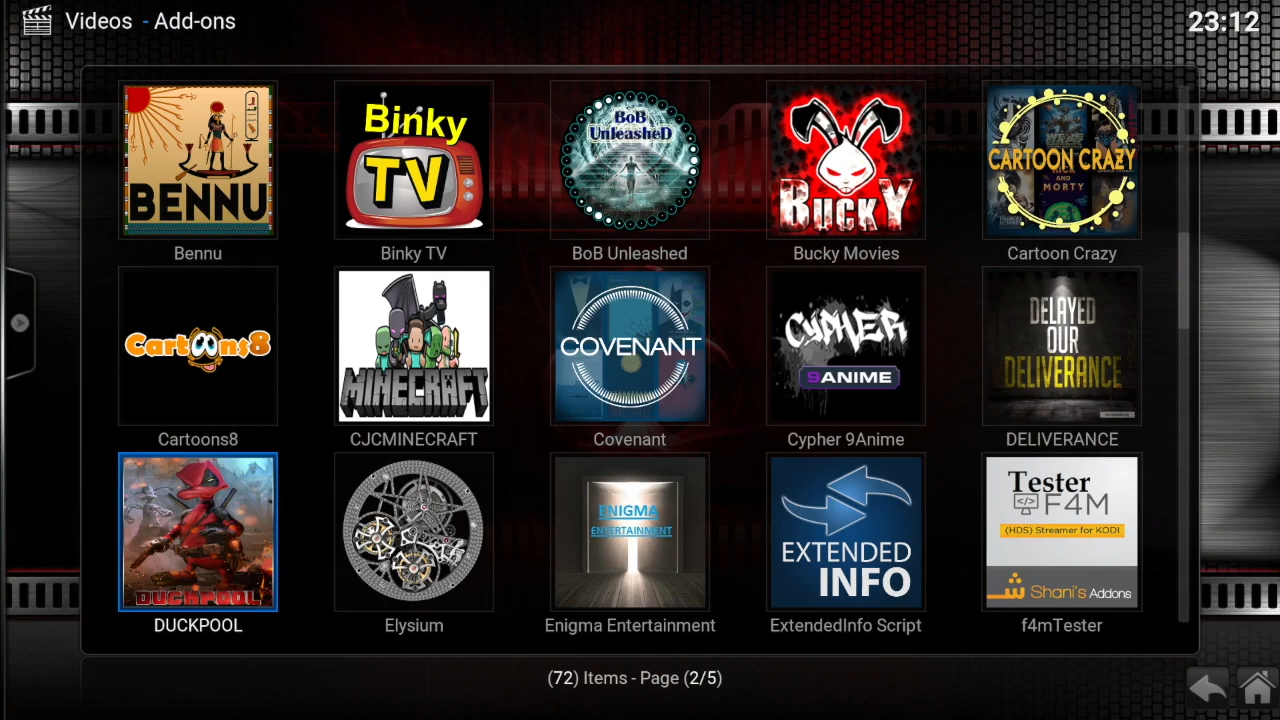 Videos - Add-ons
23:12
BENNU
Binky
TV
BoB
UnleasheD
BUCKY
CARTOON CRAZY
RICK
AND
MORTY
Bennu
Binky TV
BoB Unleashed
Bucky Movies
Cartoon Crazy
Cartoons8
MINECRAFT
COVENANT
CYPHER
9ANIME
DELAYED
OUR
DELIVERANCE
Cartoons8
CJCMINECRAFT
Covenant
Cypher 9Anime
DELIVERANCE
DUCKPOOL
ENIGMA
ENTERTAINMENT
EXTENDED
INFO
Tester
</> F4M
(HDS) Streamer for KODI
ش Shani's Addons
DUCKPOOL
Elysium
Enigma Entertainment
ExtendedInfo Script
f4mTester
(72) Items - Page (2/5)